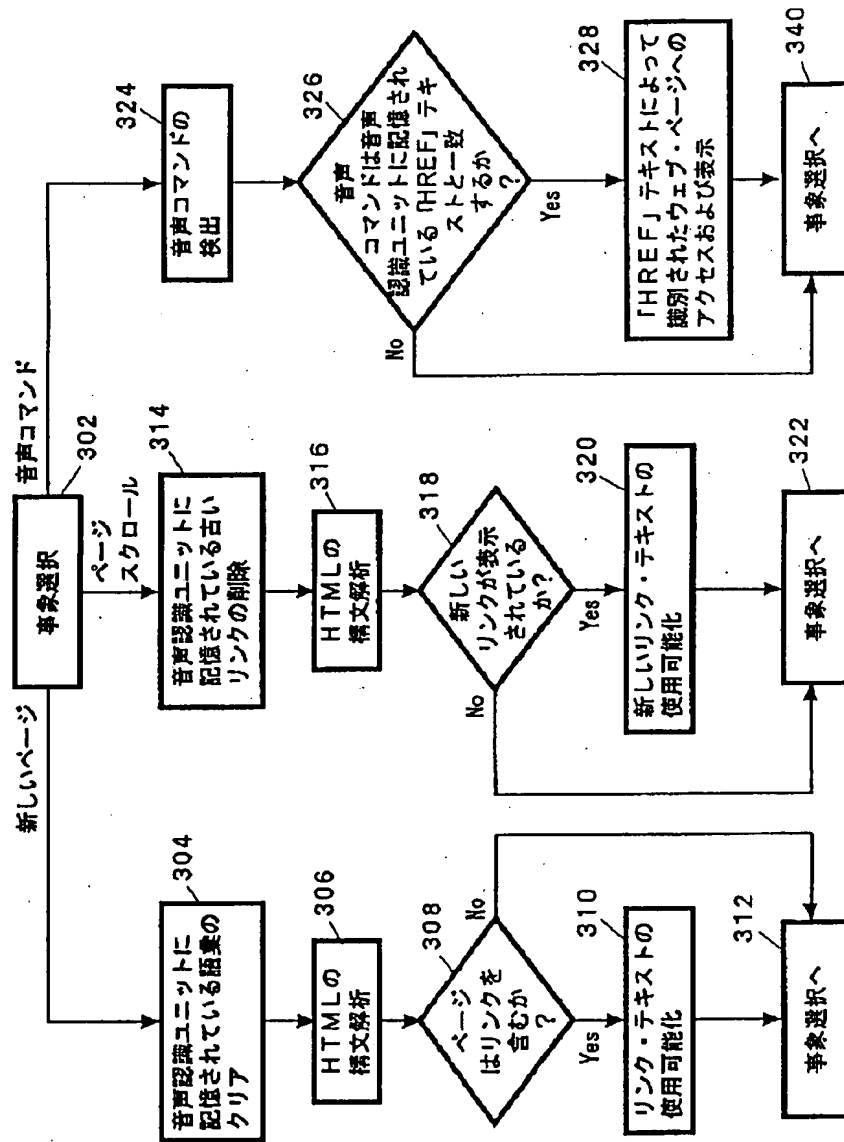 事象選択
302
新しいページ
ページ
スクロール
音声コマンド
304
音声認識ユニットに
記憶されている語彙の
クリア
306
HTMLの
構文解析
308
ページ
はリンクを
含むか
?
No
Yes
310
リンク・テキストの
使用可能化
312
事象選択へ
314
音声認識ユニットに
記憶されている古い
リンクの削除
316
HTMLの
構文解析
318
新しい
リンクが表示
されている
か?
No
Yes
320
新しいリンク・テキストの
使用可能化
322
事象選択へ
324
音声コマンドの
検出
326
音声
コマンドは音声
認識ユニットに記憶され
ている「HREF」テキ
ストと一致
するか
?
No
Yes
328
「HREF」テキストによって
識別されたウェブ・ページへの
アクセスおよび表示
340
事象選択へ